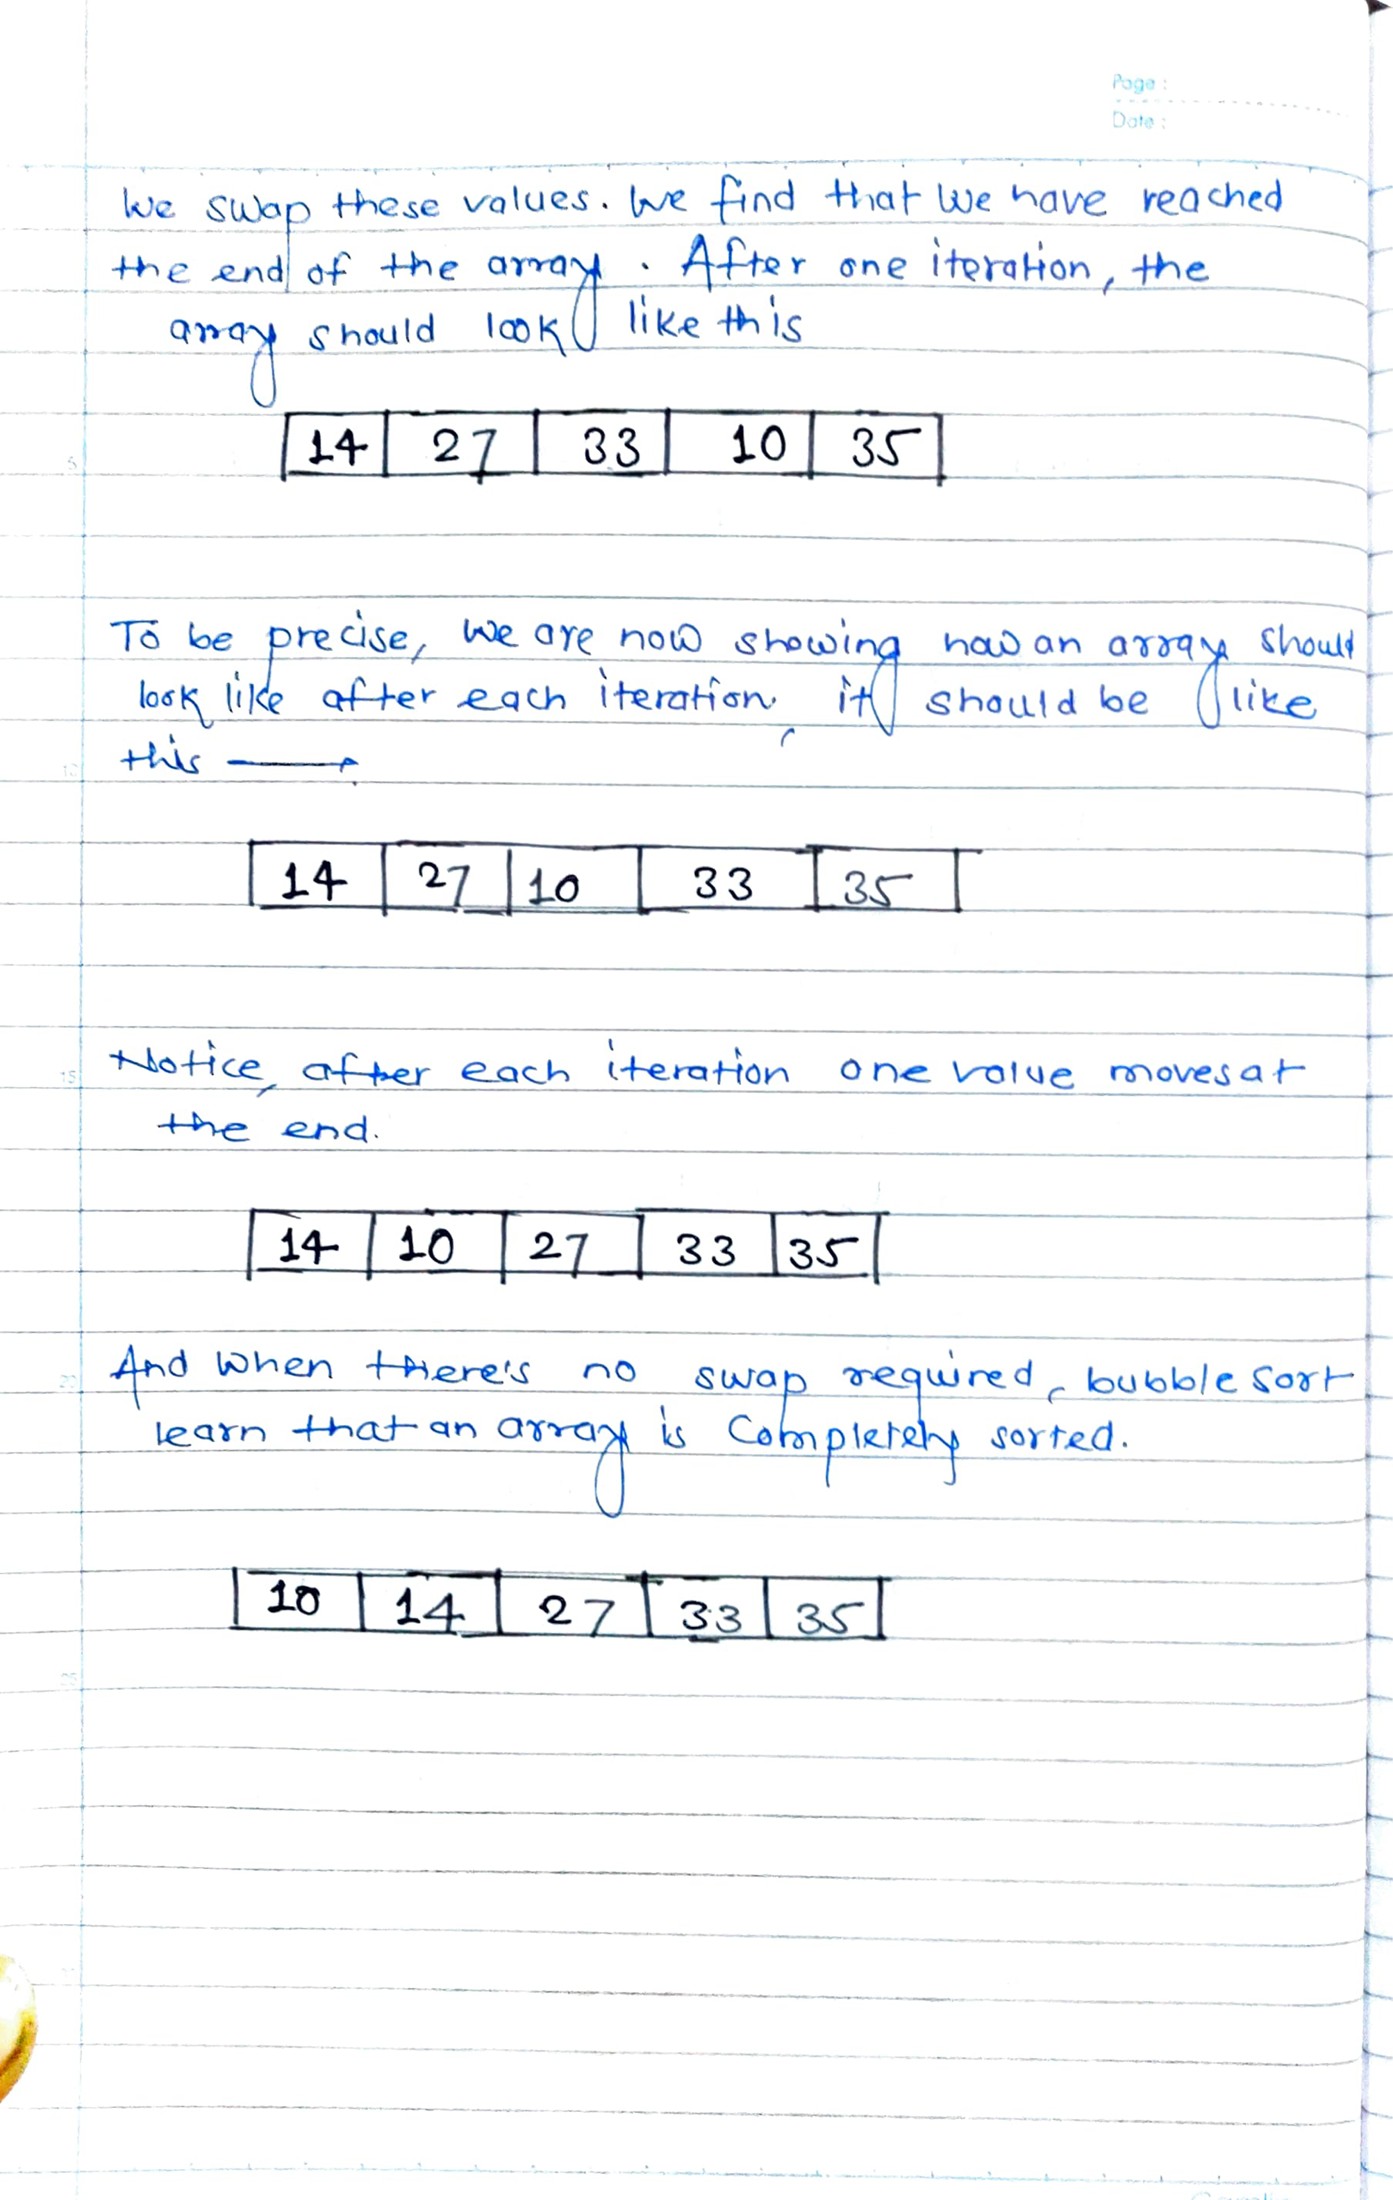 Page :
Date :
We swap these values. We find that we have reached
the end of the array. After one iteration, the
array should look like this
14 27 33 10 35
To be precise, we are now showing how an array should
look like after each iteration, it should be like
this →
14 27 10 33 35
Notice, after each iteration one value moves at
the end.
14 10 27 33 35
And when there's no swap required, bubble sort
learn that an array is completely sorted.
10 14 27 33 35